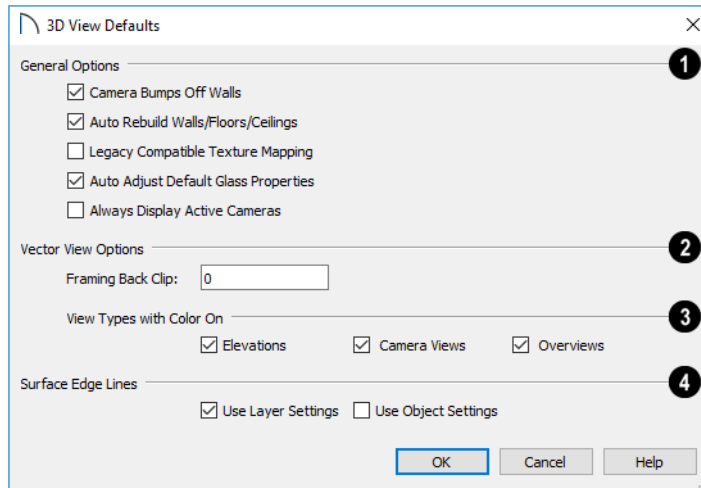 3D View Defaults
General Options 1
Camera Bumps Off Walls
Auto Rebuild Walls/Floors/Ceilings
Legacy Compatible Texture Mapping
Auto Adjust Default Glass Properties
Always Display Active Cameras
Vector View Options 2
Framing Back Clip: 0
View Types with Color On 3
Elevations Camera Views Overviews
Surface Edge Lines 4
Use Layer Settings Use Object Settings
OK Cancel Help